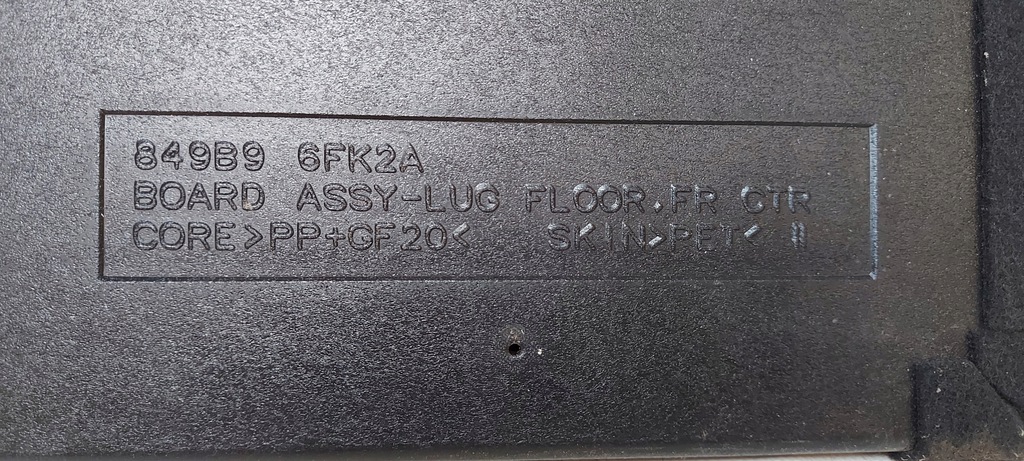 849B9 6FK2A
BOARD ASSY-LUG FLOOR,FR CTR
CORE>PP+GF20< SKIN>PET<